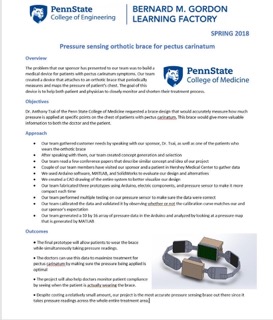 PennState
College of Engineering
BERNARD M. GORDON
LEARNING FACTORY
SPRING 2018
Pressure sensing orthotic brace for pectus carinatum
Overview
The problem that our sponsor has presented to our team was to build a
medical device for patients with pectus carinatum symptoms. Our team
created a device that attaches to an orthotic brace that periodically
measures and maps the pressure of patient's chest. The goal of this
device is to help both patient and physician to closely monitor and shorten their treatment process.
PennState
College of Medicine
Objectives
Dr. Anthony Tsai of the Penn State College of Medicine requested a brace design that would accurately measure how much
pressure is applied at specific points on the chest of patients with pectus carinatum. This brace would give more valuable
information to both the doctor and the patient.
Approach
• Our team gathered customer needs by speaking with our sponsor, Dr. Tsai, as well as one of the patients who
wears the orthotic brace
• After speaking with them, our team created concept generation and selection
• Our team read a few conference papers that describe similar concept and idea of our project
• Couple of our team members have visited our sponsor and a patient in Hershey Medical Center to gather data
• We used Arduino software, MATLAB, and SolidWorks to evaluate our design and alternatives
• We created a CAD drawing of the entire system to better visualize our design
• Our team fabricated three prototypes using Arduino, electric components, and pressure sensor to make it more
compact each time
• Our team performed multiple testing on our pressure sensor to make sure the data were correct
• Our team calibrated the data and validated it by observing whether or not the calibration curve matches our and
our sponsor's expectation
• Our team generated a 10 by 16 array of pressure data in the Arduino and analyzed by looking at a pressure map
that is generated by MATLAB
Outcomes
• The final prototype will allow patients to wear the brace
while simultaneously taking pressure readings.
• The doctors can use this data to maximize treatment for
pectus carinatum by making sure the pressure being applied is
optimal
• The project will also help doctors monitor patient compliance
by seeing when the patient is actually wearing the brace.
• Despite costing a relatively small amount, our project is the most accurate pressure sensing brace out there since it
takes pressure readings across the whole entire treatment area